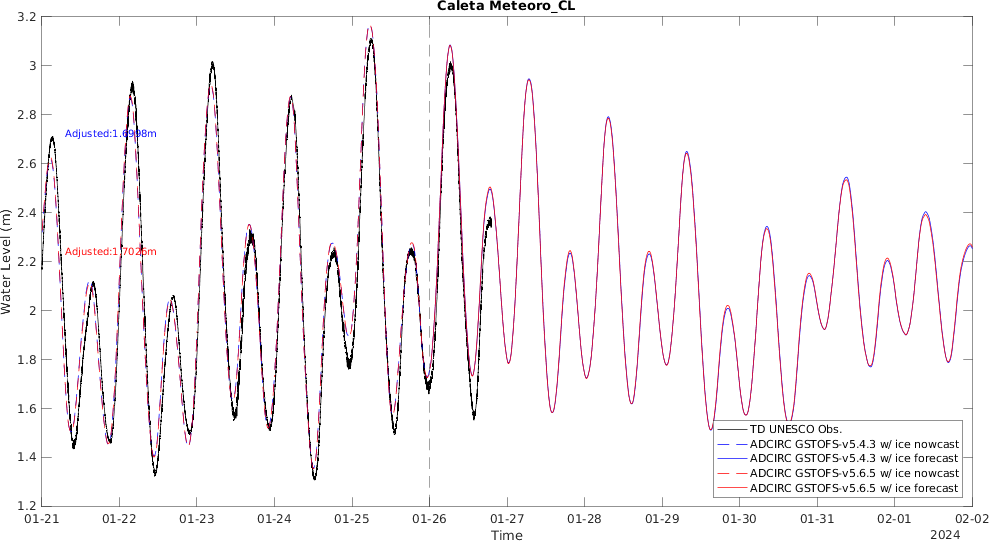 Caleta Meteoro_CL
3.2
3
2.8
2.6
2.4
2.2
2
1.8
1.6
1.4
1.2
Water Level (m)
Adjusted:1.6998m
Adjusted:1.7026m
TD UNESCO Obs.
ADCIRC GSTOFS-v5.4.3 w/ ice nowcast
ADCIRC GSTOFS-v5.4.3 w/ ice forecast
ADCIRC GSTOFS-v5.6.5 w/ ice nowcast
ADCIRC GSTOFS-v5.6.5 w/ ice forecast
01-21 01-22 01-23 01-24 01-25 01-26 01-27 01-28 01-29 01-30 01-31 02-01 02-02
Time
2024